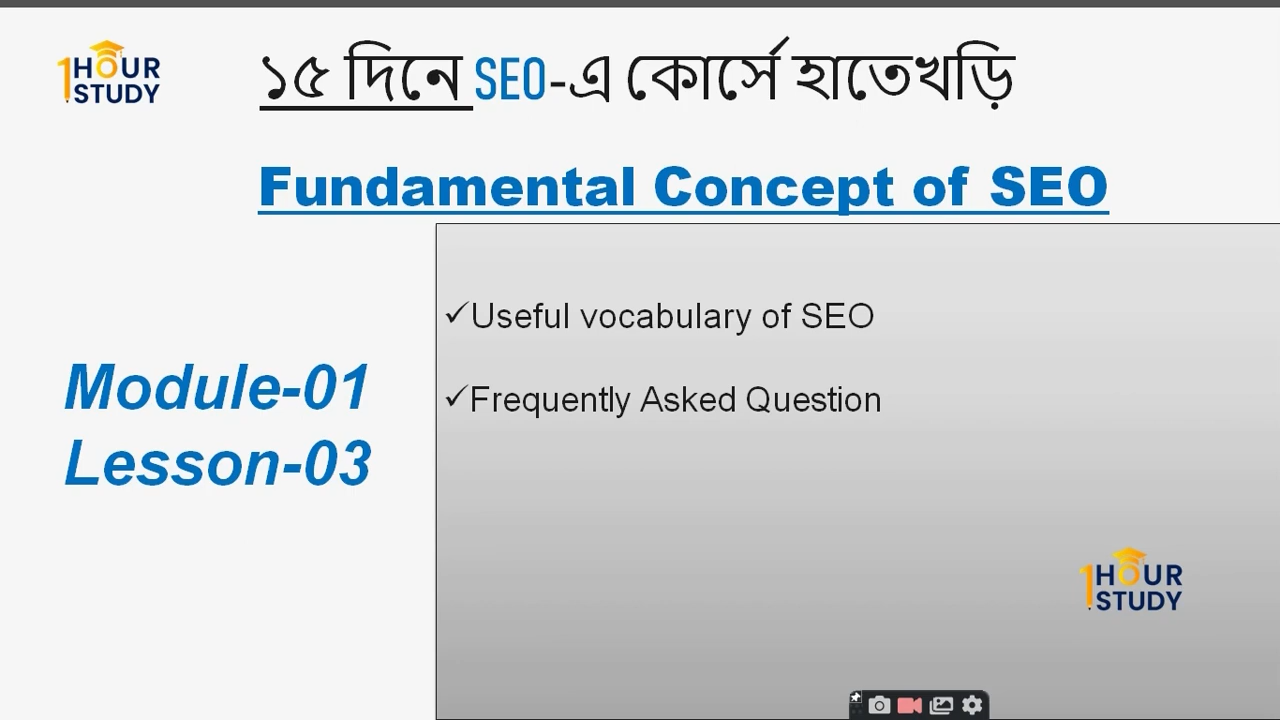 1HOUR
STUDY
১৫ দিনে SEO-এ কোর্সে হাতেখড়ি
Fundamental Concept of SEO
✓Useful vocabulary of SEO
✓Frequently Asked Question
Module-01
Lesson-03
1HOUR
STUDY